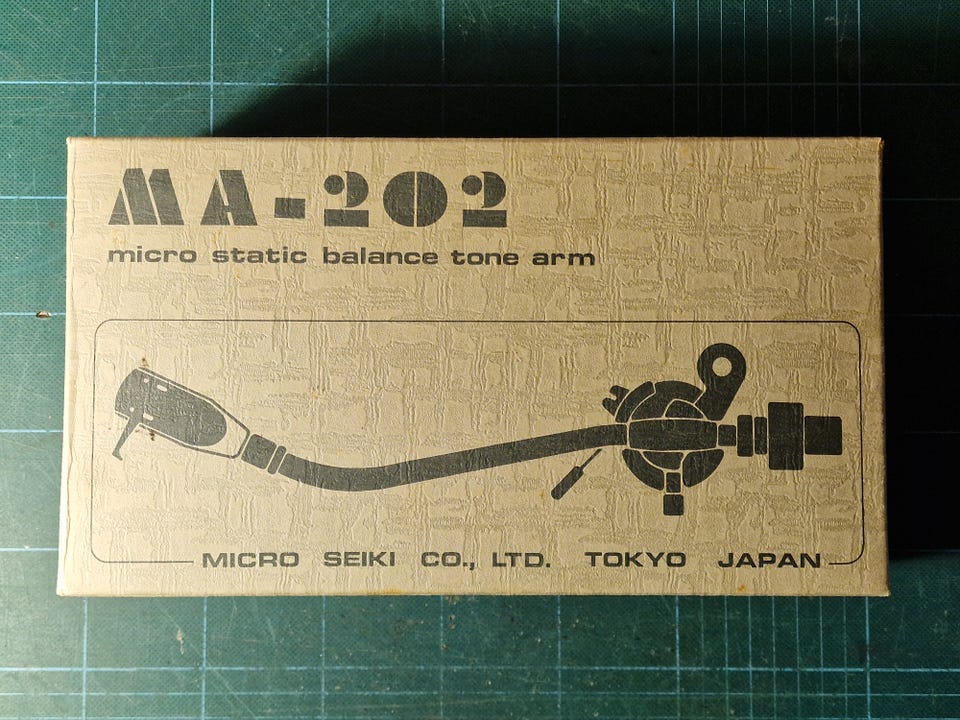 MA-202
micro static balance tone arm
MICRO SEIKI CO., LTD. TOKYO JAPAN